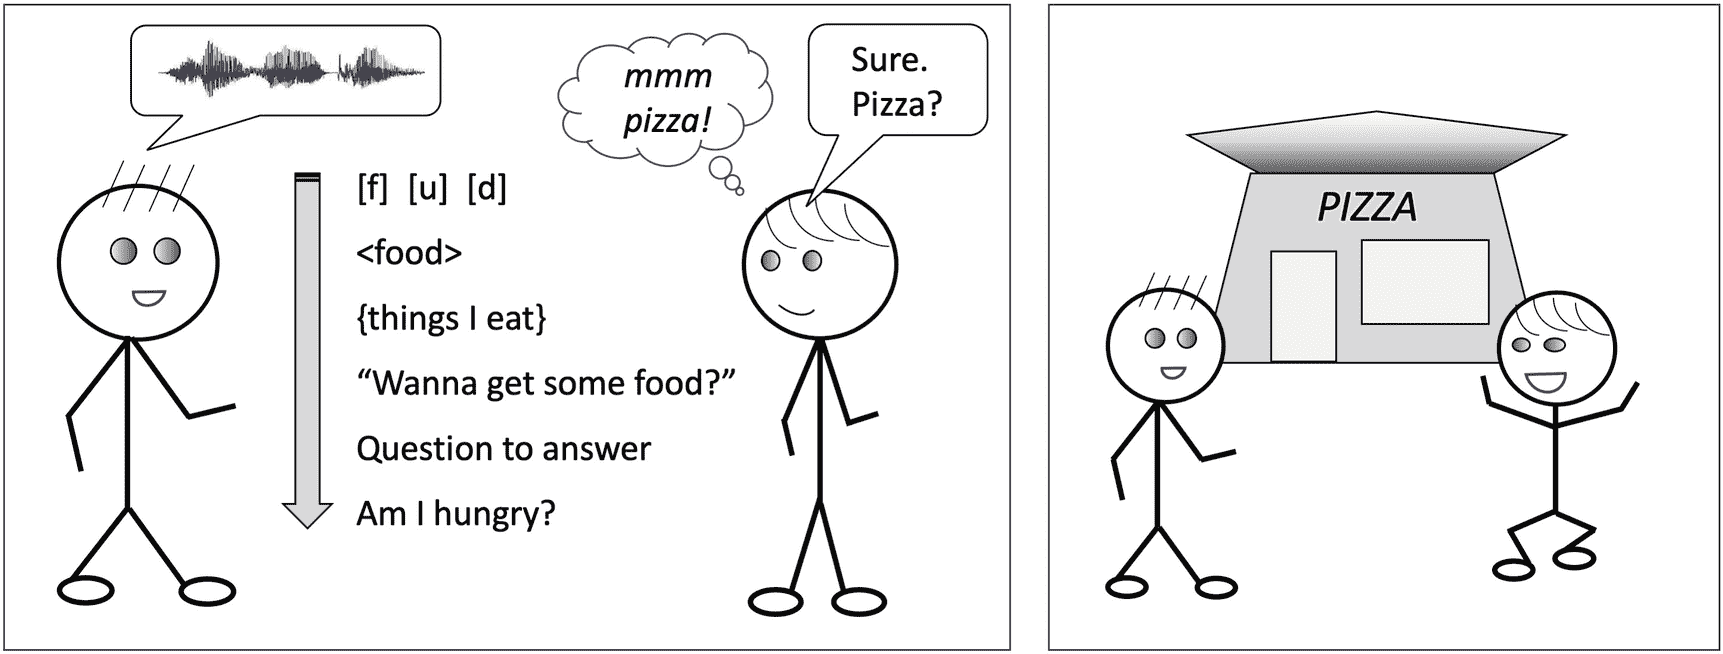 mmm
pizza!
Sure.
Pizza?
[f] [u] [d]
<food>
{things I eat}
“Wanna get some food?”
Question to answer
Am I hungry?
PIZZA